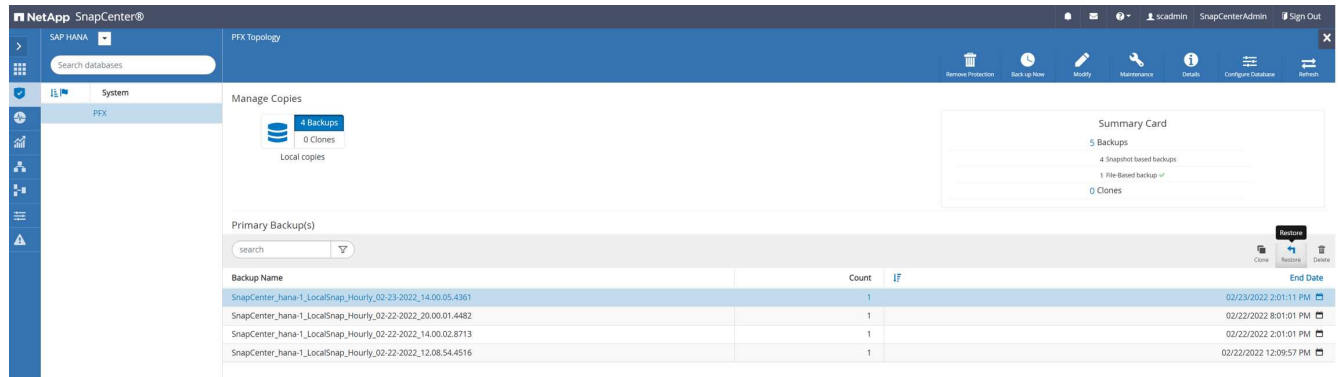 NetApp SnapCenter®
scadmin SnapCenterAdmin Sign Out
SAP HANA
PFX Topology
Search databases
Remove Protection Back up Now Modify Maintenance Details Configure Database Refresh
System
PFX
Manage Copies
4 Backups
0 Clones
Local copies
Summary Card
5 Backups
4 Snapshot based backups
1 File-Based backup
0 Clones
Primary Backup(s)
search
Restore
Clone Restore Delete
Backup Name Count End Date
SnapCenter_hana-1_LocalSnap_Hourly_02-23-2022_14.00.05.4361 1 02/23/2022 2:01:11 PM
SnapCenter_hana-1_LocalSnap_Hourly_02-22-2022_20.00.01.4482 1 02/22/2022 8:01:01 PM
SnapCenter_hana-1_LocalSnap_Hourly_02-22-2022_14.00.02.8713 1 02/22/2022 2:01:01 PM
SnapCenter_hana-1_LocalSnap_Hourly_02-22-2022_12.08.54.4516 1 02/22/2022 12:09:57 PM